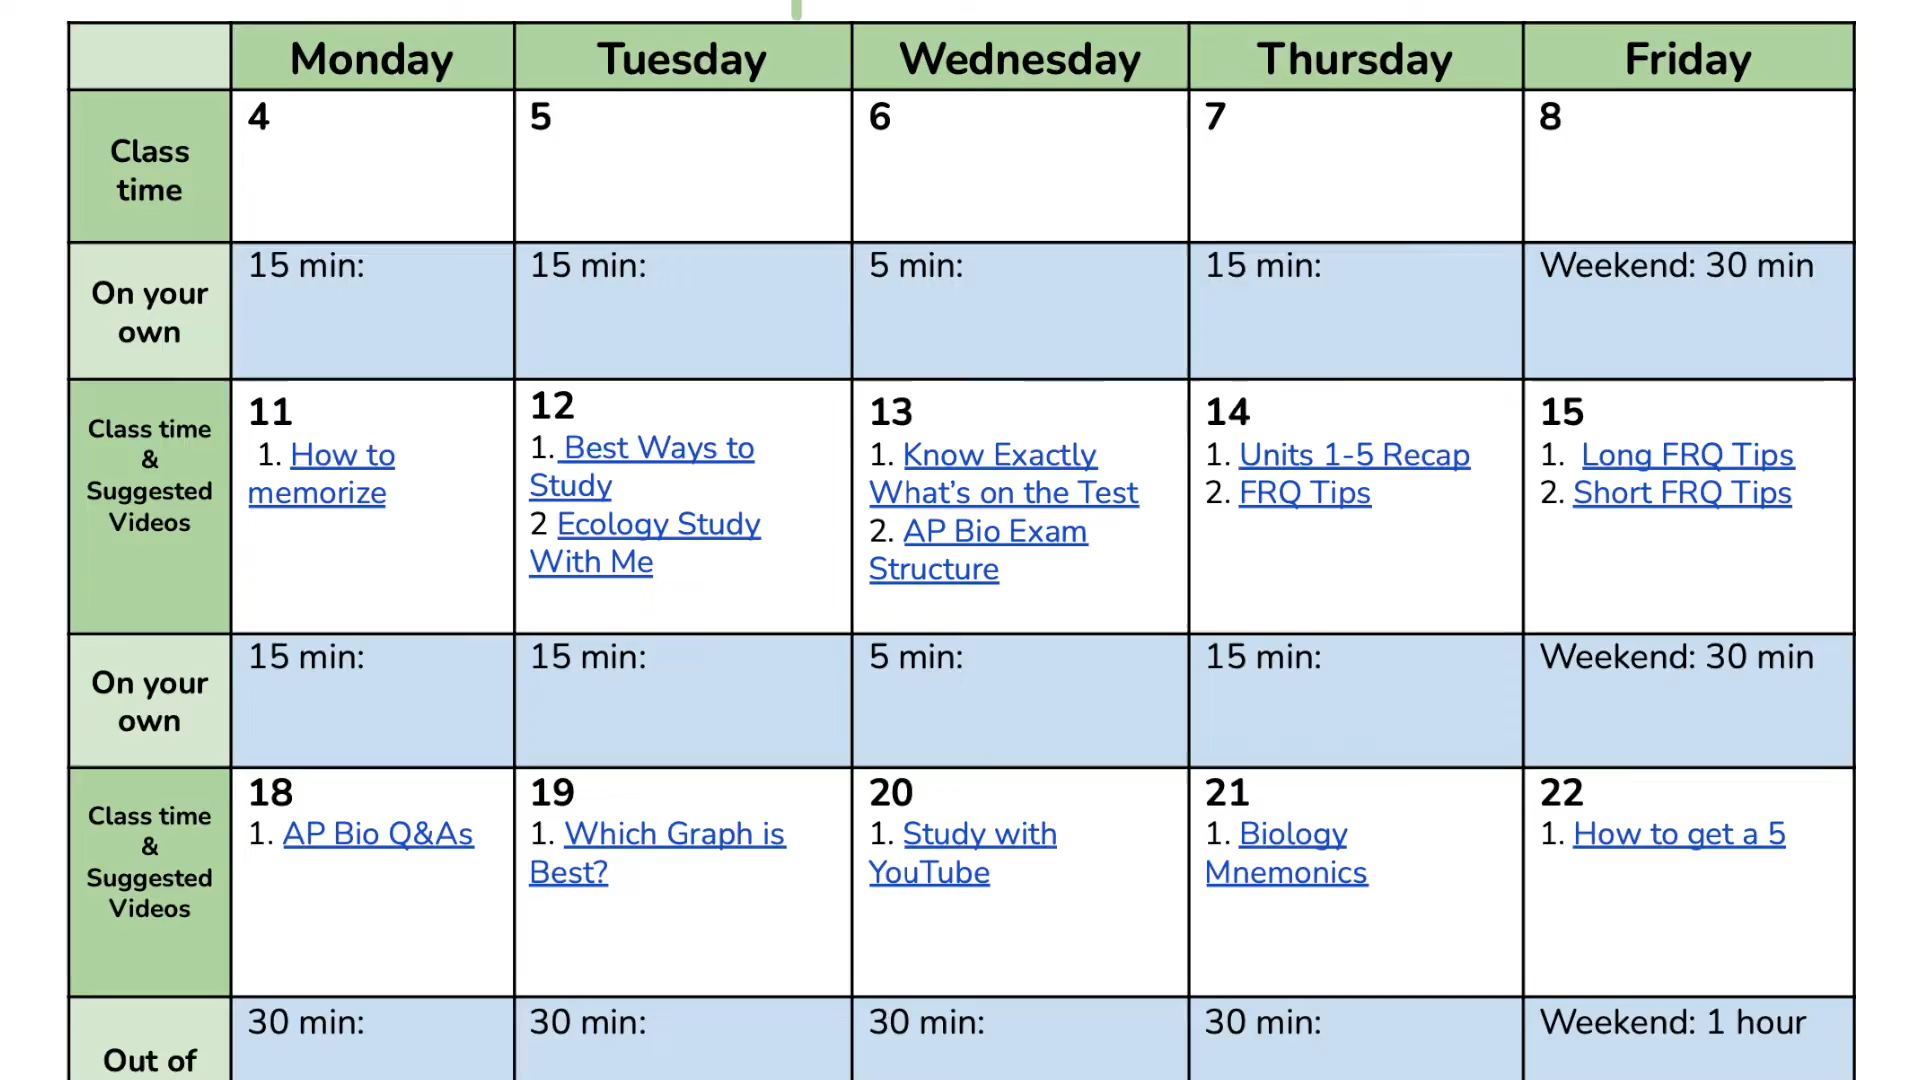 Monday Tuesday Wednesday Thursday Friday
Class
time
4 5 6 7 8
On your
own
15 min: 15 min: 5 min: 15 min: Weekend: 30 min
Class time
&
Suggested
Videos
11
1. How to
memorize
12
1. Best Ways to
Study
2 Ecology Study
With Me
13
1. Know Exactly
What's on the Test
2. AP Bio Exam
Structure
14
1. Units 1-5 Recap
2. FRQ Tips
15
1. Long FRQ Tips
2. Short FRQ Tips
On your
own
15 min: 15 min: 5 min: 15 min: Weekend: 30 min
Class time
&
Suggested
Videos
18
1. AP Bio Q&As
19
1. Which Graph is
Best?
20
1. Study with
YouTube
21
1. Biology
Mnemonics
22
1. How to get a 5
Out of
30 min: 30 min: 30 min: 30 min: Weekend: 1 hour